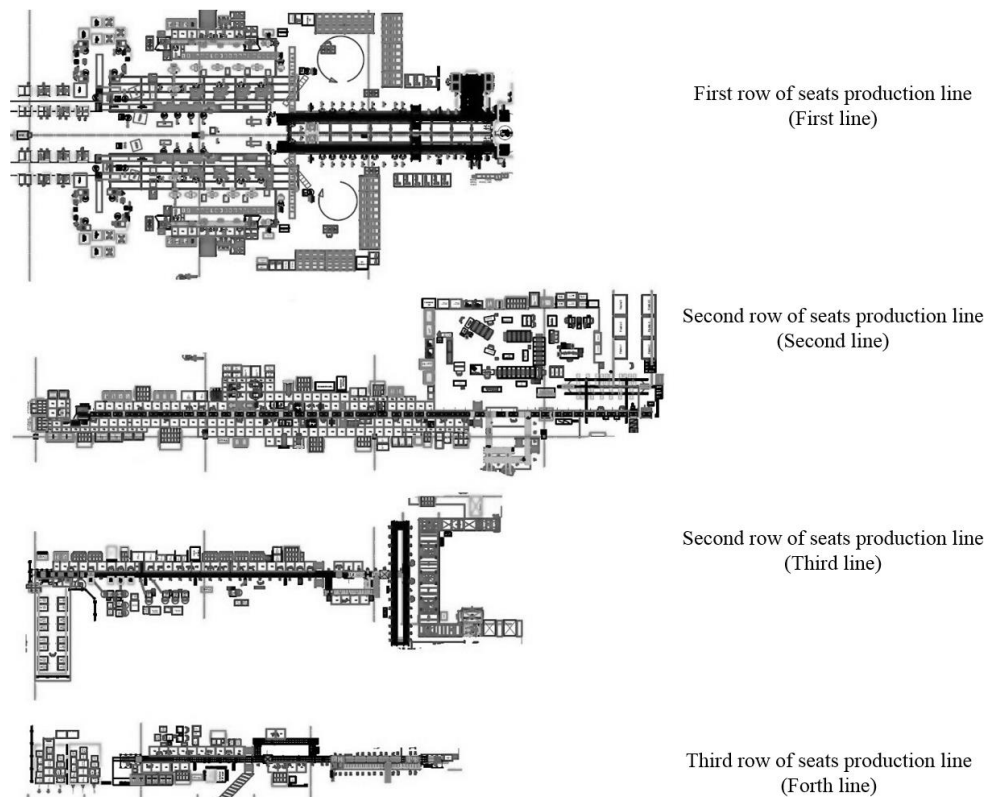 First row of seats production line
(First line)
Second row of seats production line
(Second line)
Second row of seats production line
(Third line)
Third row of seats production line
(Forth line)